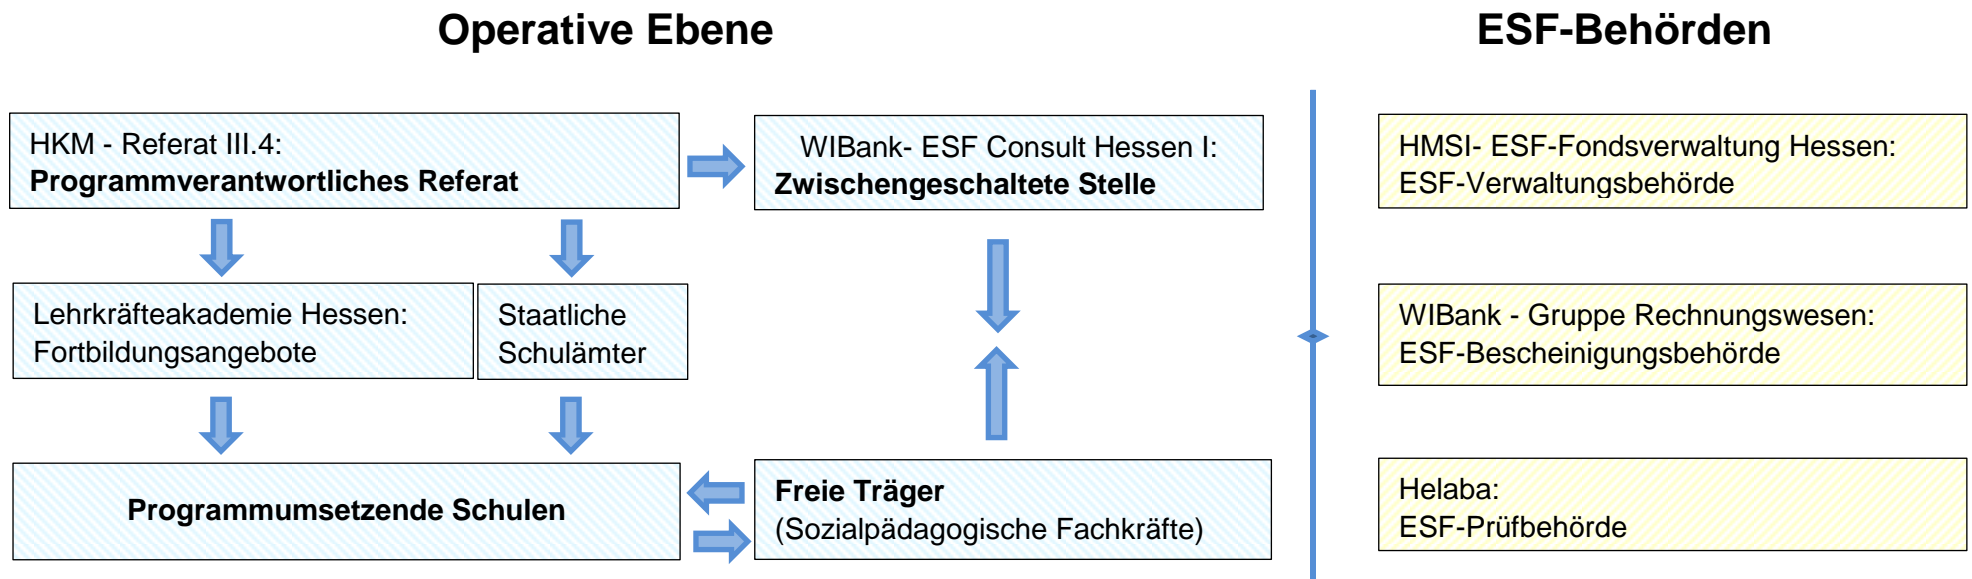 Operative Ebene
ESF-Behörden
HKM - Referat III.4:
Programmverantwortliches Referat
WIBank- ESF Consult Hessen I:
Zwischengeschaltete Stelle
HMSI- ESF-Fondsverwaltung Hessen:
ESF-Verwaltungsbehörde
Lehrkräfteakademie Hessen:
Fortbildungsangebote
Staatliche
Schulämter
WIBank - Gruppe Rechnungswesen:
ESF-Bescheinigungsbehörde
Programmumsetzende Schulen
Freie Träger
(Sozialpädagogische Fachkräfte)
Helaba:
ESF-Prüfbehörde